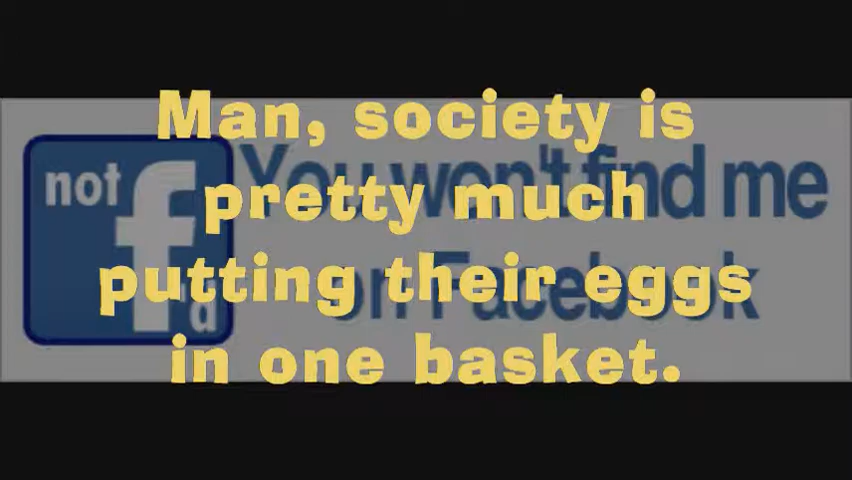 Man, society is
pretty much
putting their eggs
in one basket.
not
f
d
You won't find me
on Facebook